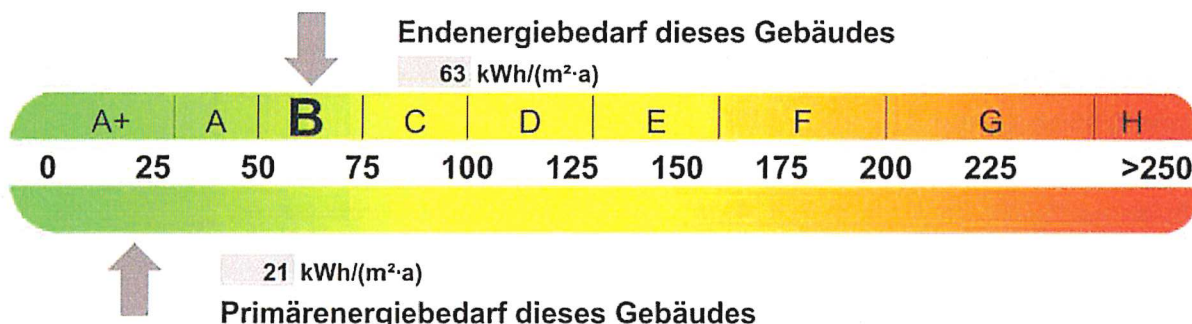 Endenergiebedarf dieses Gebäudes
63 kWh/(m²·a)
A+ A B C D E F G H
0 25 50 75 100 125 150 175 200 225 >250
21 kWh/(m²·a)
Primärenergiebedarf dieses Gebäudes